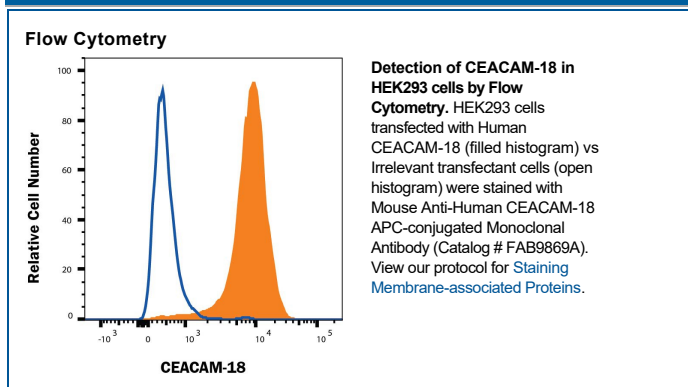 Flow Cytometry
100
80
60
40
20
0
Relative Cell Number
-10 3
0
10 3
10 4
10 5
CEACAM-18
Detection of CEACAM-18 in
HEK293 cells by Flow
Cytometry. HEK293 cells
transfected with Human
CEACAM-18 (filled histogram) vs
Irrelevant transfectant cells (open
histogram) were stained with
Mouse Anti-Human CEACAM-18
APC-conjugated Monoclonal
Antibody (Catalog # FAB9869A).
View our protocol for Staining
Membrane-associated Proteins.